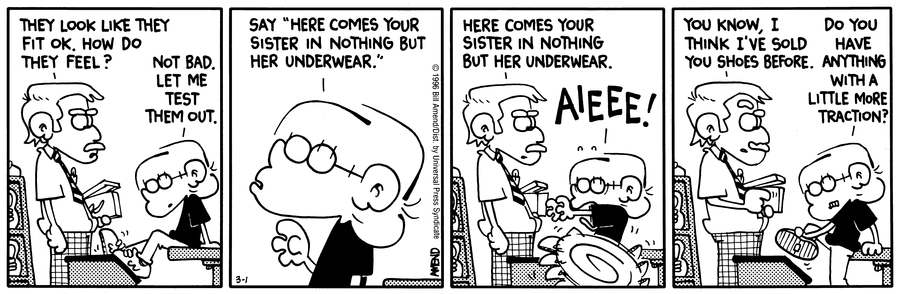 THEY LOOK LIKE THEY
FIT OK. HOW DO
THEY FEEL?
NOT BAD.
LET ME
TEST
THEM OUT.
3-1
SAY "HERE COMES YOUR
SISTER IN NOTHING BUT
HER UNDERWEAR."
© 1996 Bill Amend/Dist. by Universal Press Syndicate
AMEND
HERE COMES YOUR
SISTER IN NOTHING
BUT HER UNDERWEAR.
AIEEE!
YOU KNOW, I
THINK I'VE SOLD
YOU SHOES BEFORE.
DO YOU
HAVE
ANYTHING
WITH A
LITTLE MORE
TRACTION?